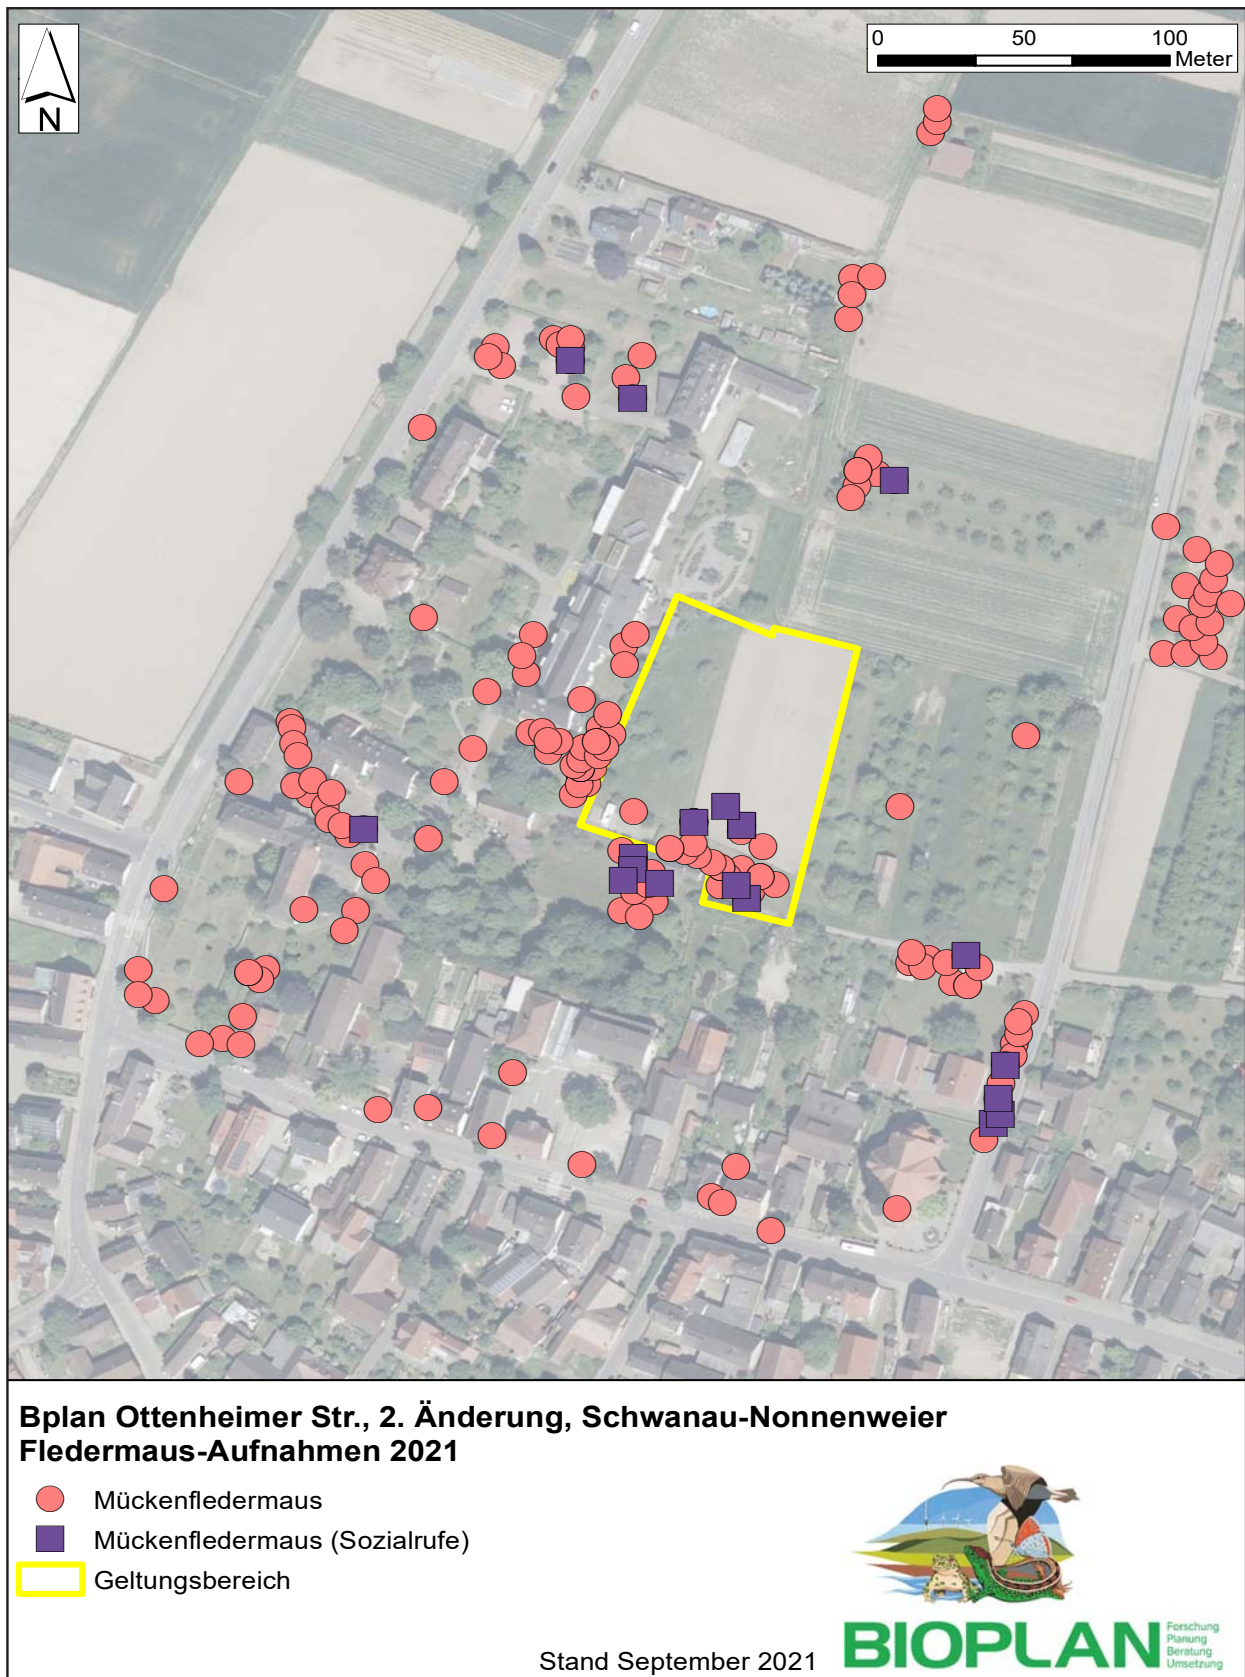 N
0 50 100
Meter
Bplan Ottenheimer Str., 2. Änderung, Schwanau-Nonnenweier
Fledermaus-Aufnahmen 2021
Mückenfledermaus
Mückenfledermaus (Sozialrufe)
Geltungsbereich
Stand September 2021
BIOPLAN
Forschung
Planung
Beratung
Umsetzung